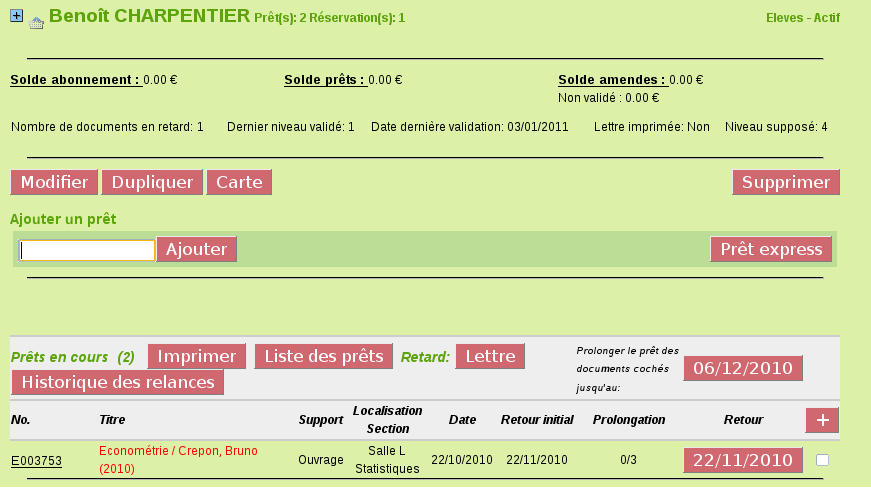 Benoît CHARPENTIER Prêt(s): 2 Réservation(s): 1 Eleves - Actif
Solde abonnement : 0.00 € Solde prêts : 0.00 € Solde amendes : 0.00 €
Non validé : 0.00 €
Nombre de documents en retard: 1 Dernier niveau validé: 1 Date dernière validation: 03/01/2011 Lettre imprimée: Non Niveau supposé: 4
Modifier Dupliquer Carte Supprimer
Ajouter un prêt
Ajouter Prêt express
Prêts en cours (2) Imprimer Liste des prêts Retard: Lettre
Historique des relances
Prolonger le prêt des
documents cochés
jusqu'au:
06/12/2010
No. Titre Support Localisation
Section Date Retour initial Prolongation Retour +
E003753 Econométrie / Crepon, Bruno
(2010) Ouvrage Salle L
Statistiques 22/10/2010 22/11/2010 0/3 22/11/2010